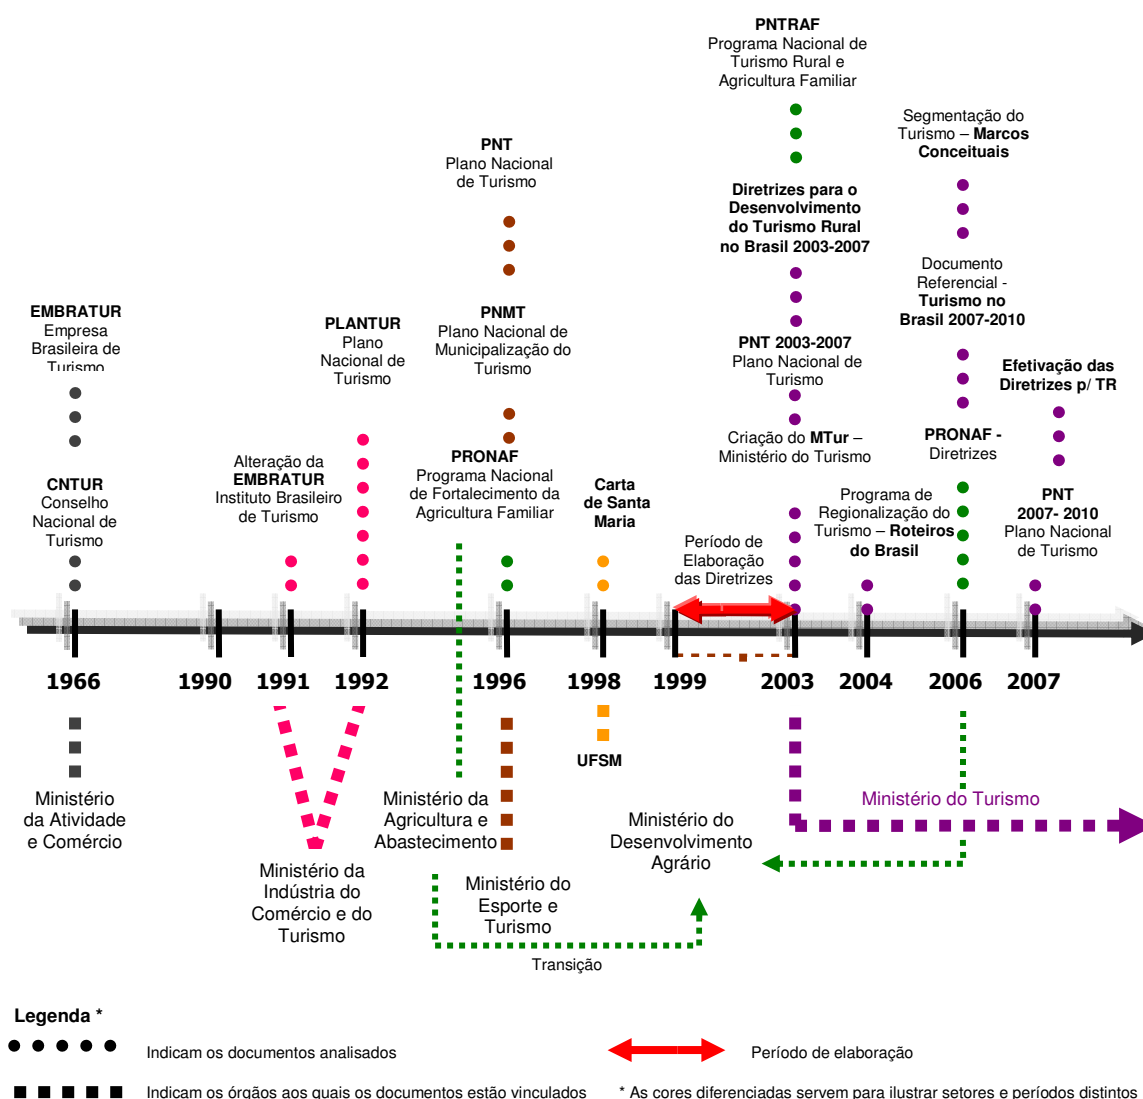 PNTRAF
Programa Nacional de
Turismo Rural e
Agricultura Familiar
Segmentação do
Turismo – Marcos
Conceituais
PNT
Plano Nacional
de Turismo
Diretrizes para o
Desenvolvimento
do Turismo Rural
no Brasil 2003-2007
Documento
Referencial -
Turismo no
Brasil 2007-2010
EMBRATUR
Empresa
Brasileira de
Turismo
PLANTUR
Plano
Nacional de
Turismo
PNMT
Plano Nacional de
Municipalização do
Turismo
PNT 2003-2007
Plano Nacional de
Turismo
Efetivação das
Diretrizes p/ TR
Criação do MTur –
Ministério do Turismo
PRONAF -
Diretrizes
Alteração da
EMBRATUR
Instituto Brasileiro
de Turismo
PRONAF
Programa Nacional
de Fortalecimento da
Agricultura Familiar
CNTUR
Conselho
Nacional de
Turismo
Carta
de Santa
Maria
Programa de
Regionalização do
Turismo – Roteiros
do Brasil
PNT
2007- 2010
Plano Nacional
de Turismo
Período de
Elaboração
das Diretrizes
1966 1990 1991 1992 1996 1998 1999 2003 2004 2006 2007
UFSM
Ministério
da Atividade
e Comércio
Ministério da
Agricultura e
Abastecimento
Ministério do
Desenvolvimento
Agrário
Ministério do Turismo
Ministério da
Indústria do
Comércio e do
Turismo
Ministério do
Esporte e
Turismo
Transição
Legenda *
Indicam os documentos analisados
Período de elaboração
Indicam os órgãos aos quais os documentos estão vinculados
* As cores diferenciadas servem para ilustrar setores e períodos distintos